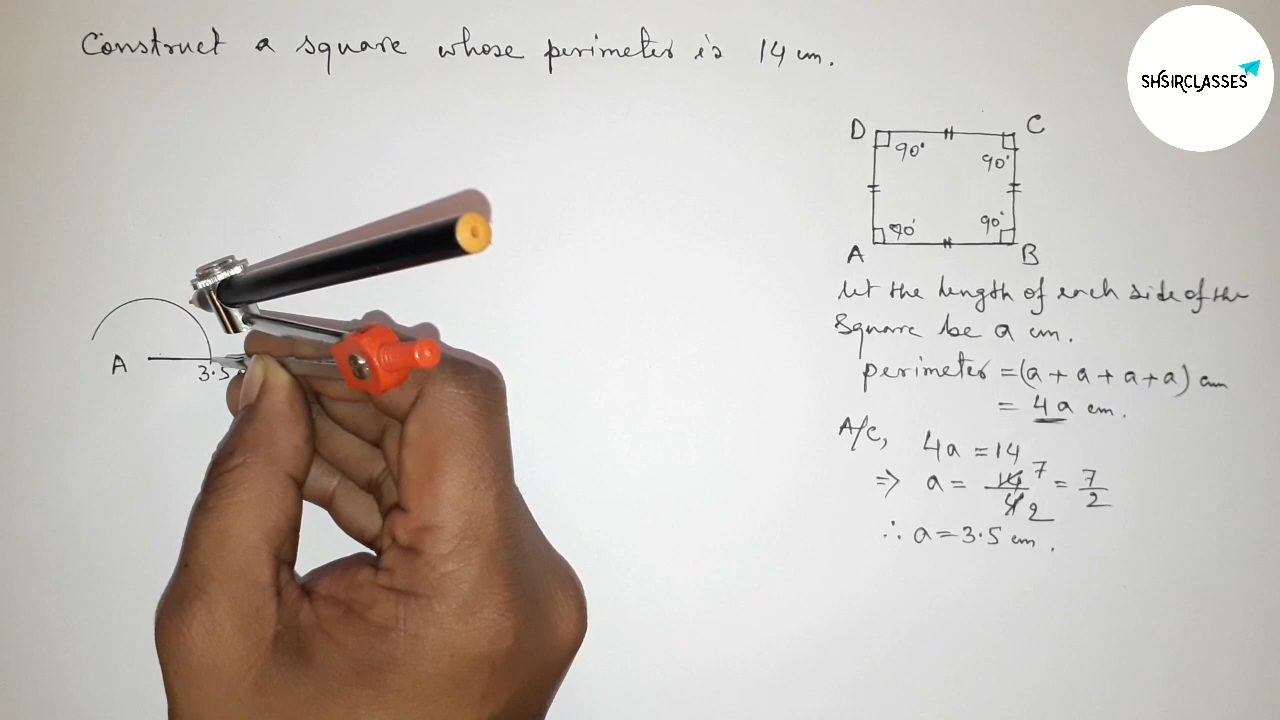 Construct a square whose perimeter is 14 cm.
SHSIRCLASSES
D C
90° 90°
90° 90°
A B
let the length of each side of the
square be a cm.
perimeter = (a + a + a + a) cm
= 4a cm.
A/c, 4a = 14
⇒ a = 14/4 7/2 = 7/2
∴ a = 3.5 cm.
A
3.5